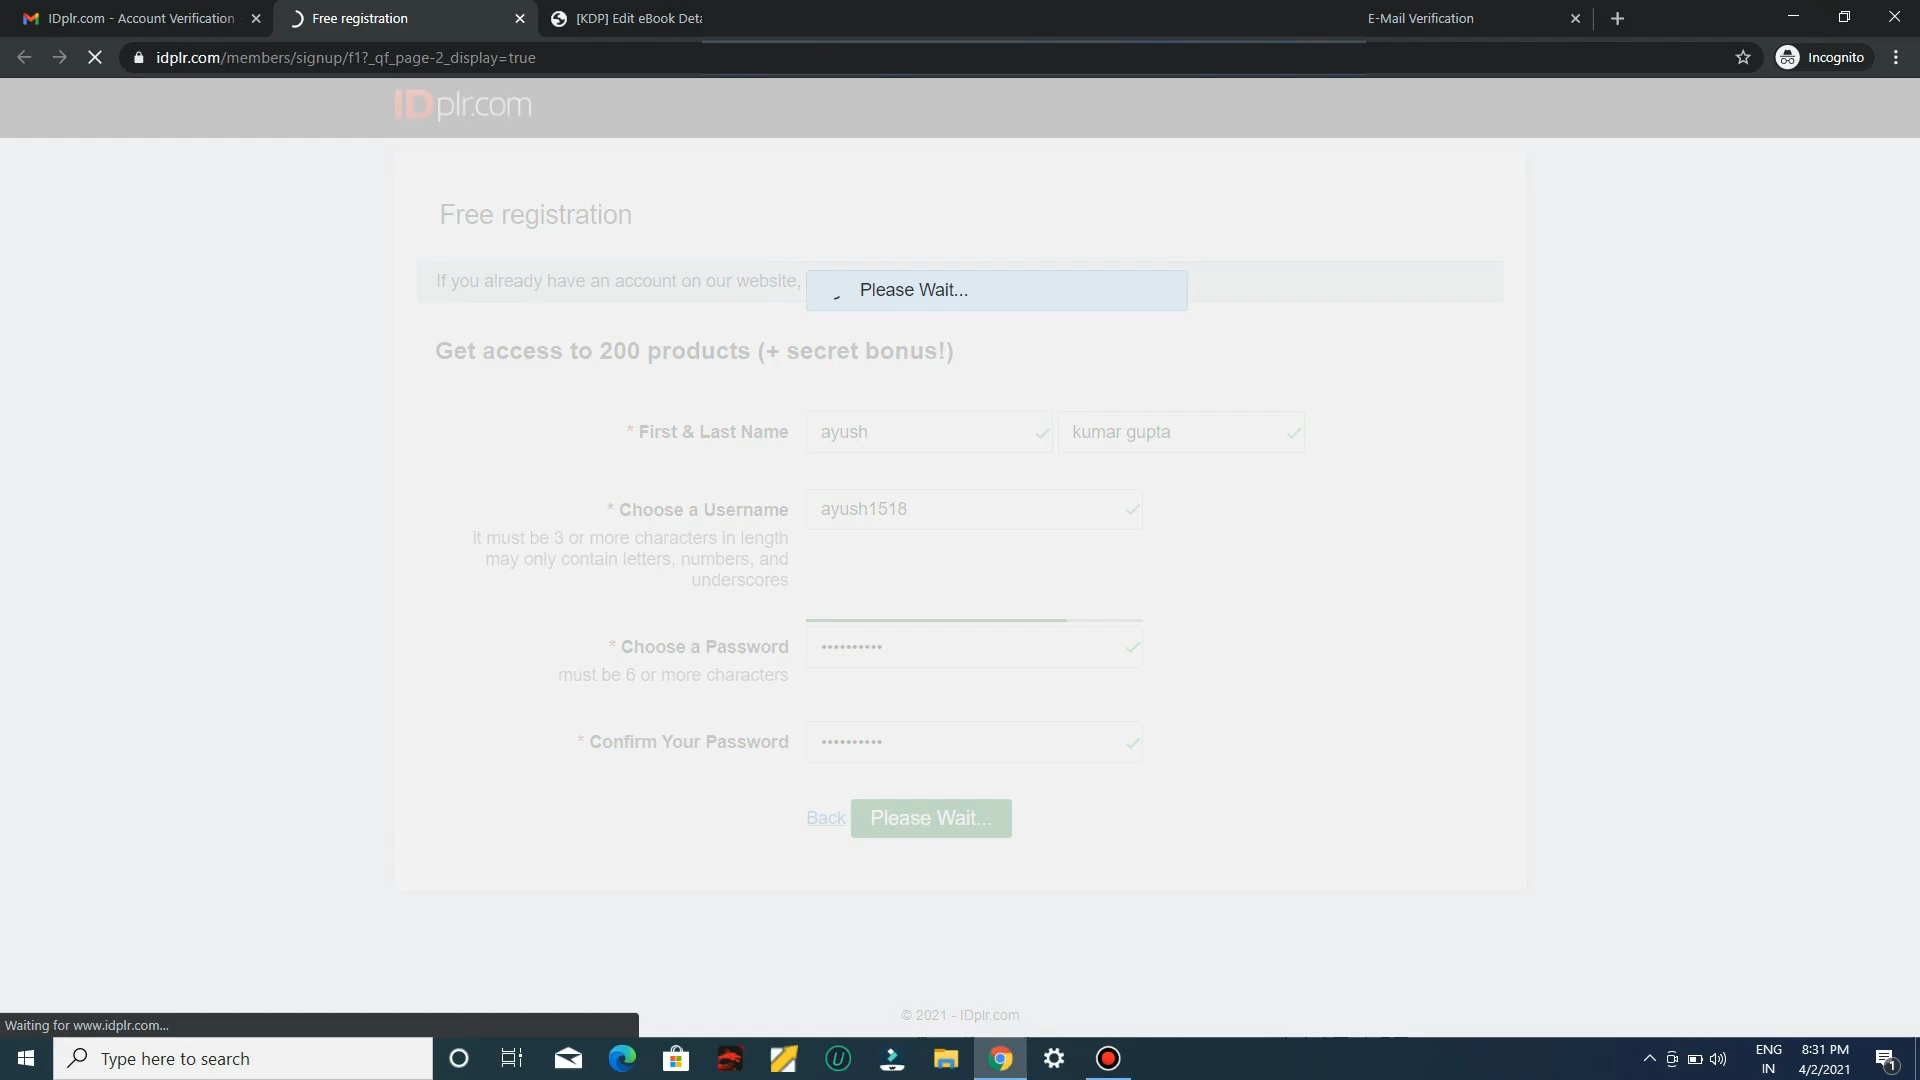 IDplr.com - Account Verification
Free registration
[KDP] Edit eBook Deta
E-Mail Verification
idplr.com/members/signup/f1?_qf_page-2_display=true
Incognito
IDplr.com
Free registration
If you already have an account on our website,
Please Wait...
Get access to 200 products (+ secret bonus!)
* First & Last Name
ayush
kumar gupta
* Choose a Username
ayush1518
it must be 3 or more characters in length
may only contain letters, numbers, and
underscores
* Choose a Password
••••••••••
must be 6 or more characters
* Confirm Your Password
••••••••••
Back
Please Wait...
© 2021 - IDplr.com
Waiting for www.idplr.com...
Type here to search
ENG
IN
8:31 PM
4/2/2021
1